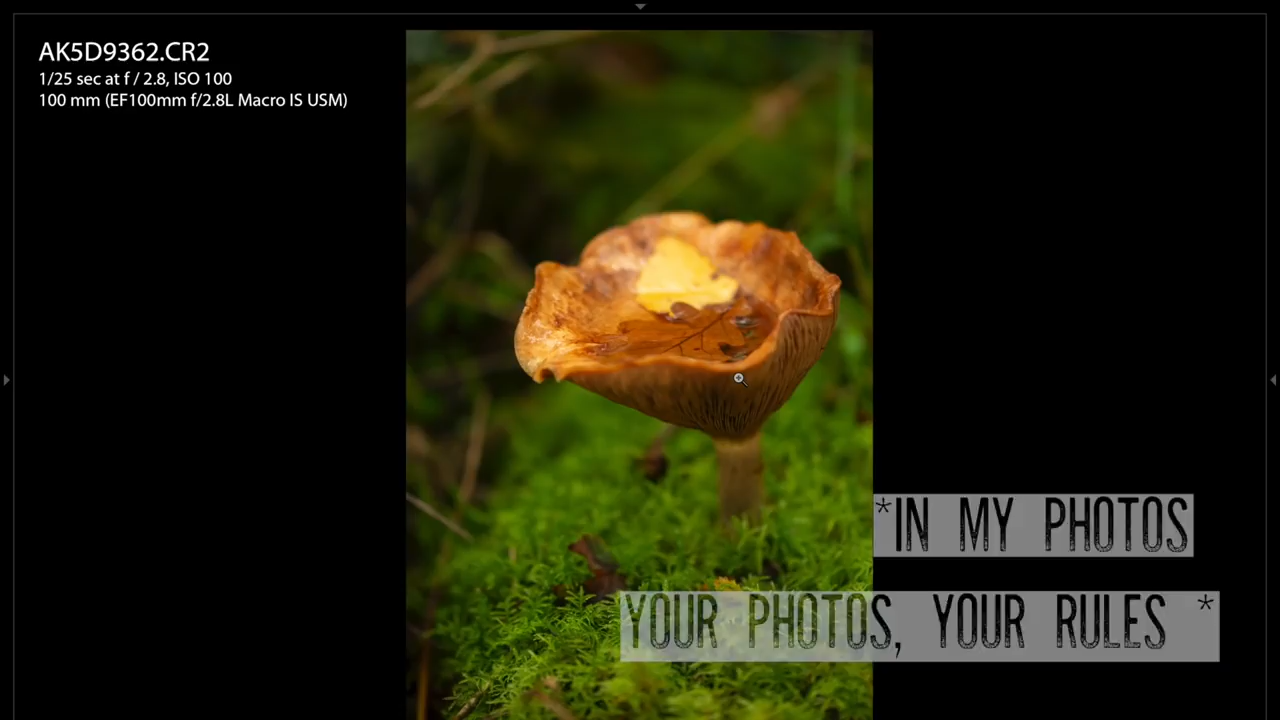 AK5D9362.CR2
1/25 sec at f / 2.8, ISO 100
100 mm (EF100mm f/2.8L Macro IS USM)
*IN MY PHOTOS
YOUR PHOTOS, YOUR RULES *